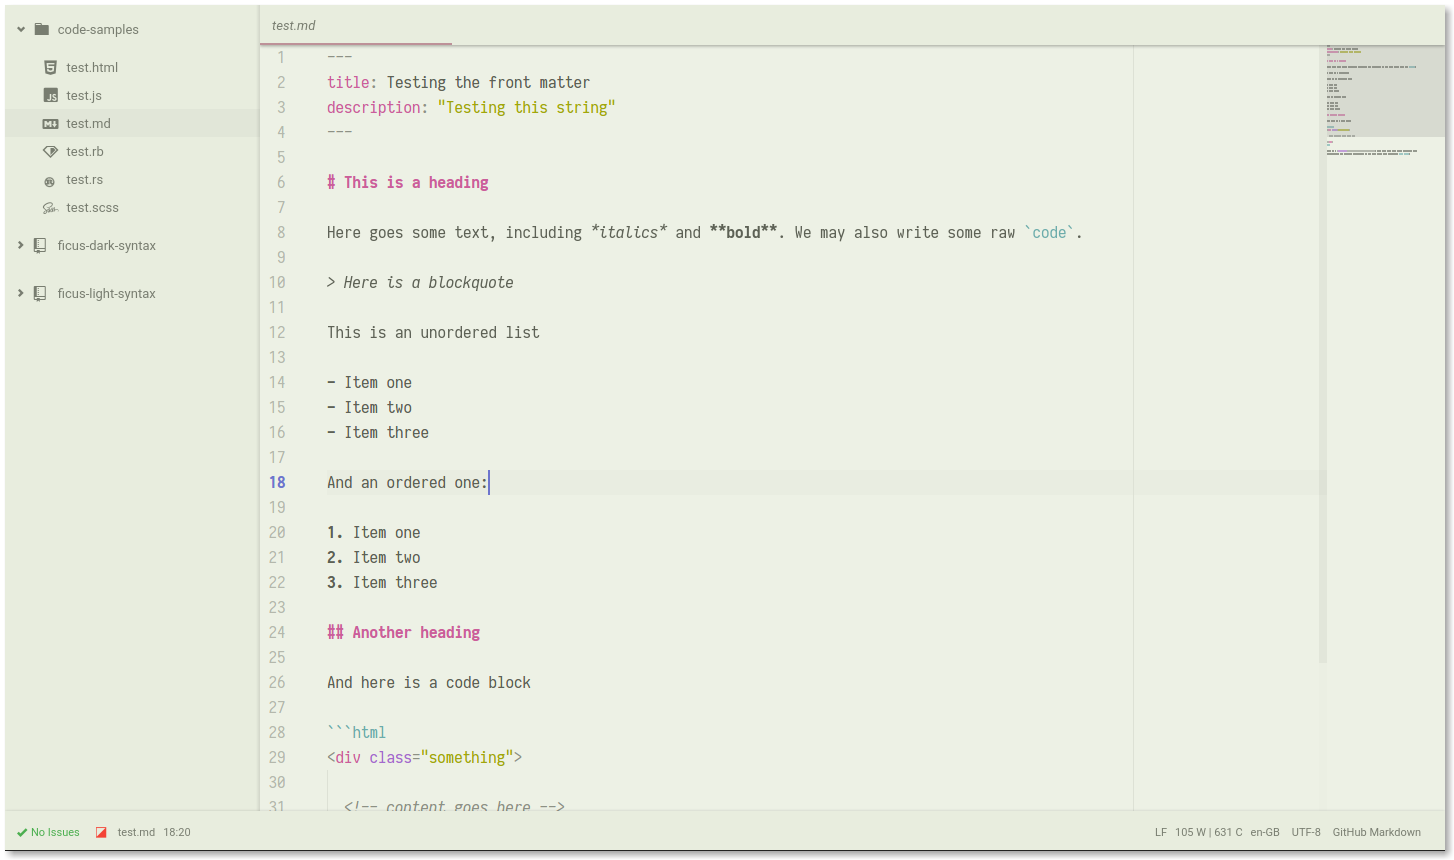 code-samples
test.html
test.js
test.md
test.rb
test.rs
test.scss
ficus-dark-syntax
ficus-light-syntax
test.md
1 ---
2 title: Testing the front matter
3 description: "Testing this string"
4 ---
5
6 # This is a heading
7
8 Here goes some text, including *italics* and **bold**. We may also write some raw `code`.
9
10 > Here is a blockquote
11
12 This is an unordered list
13
14 - Item one
15 - Item two
16 - Item three
17
18 And an ordered one:
19
20 1. Item one
21 2. Item two
22 3. Item three
23
24 ## Another heading
25
26 And here is a code block
27
28 ```html
29 <div class="something">
30
31 <!-- content goes here -->
No Issues test.md 18:20 LF 105 W | 631 C en-GB UTF-8 GitHub Markdown